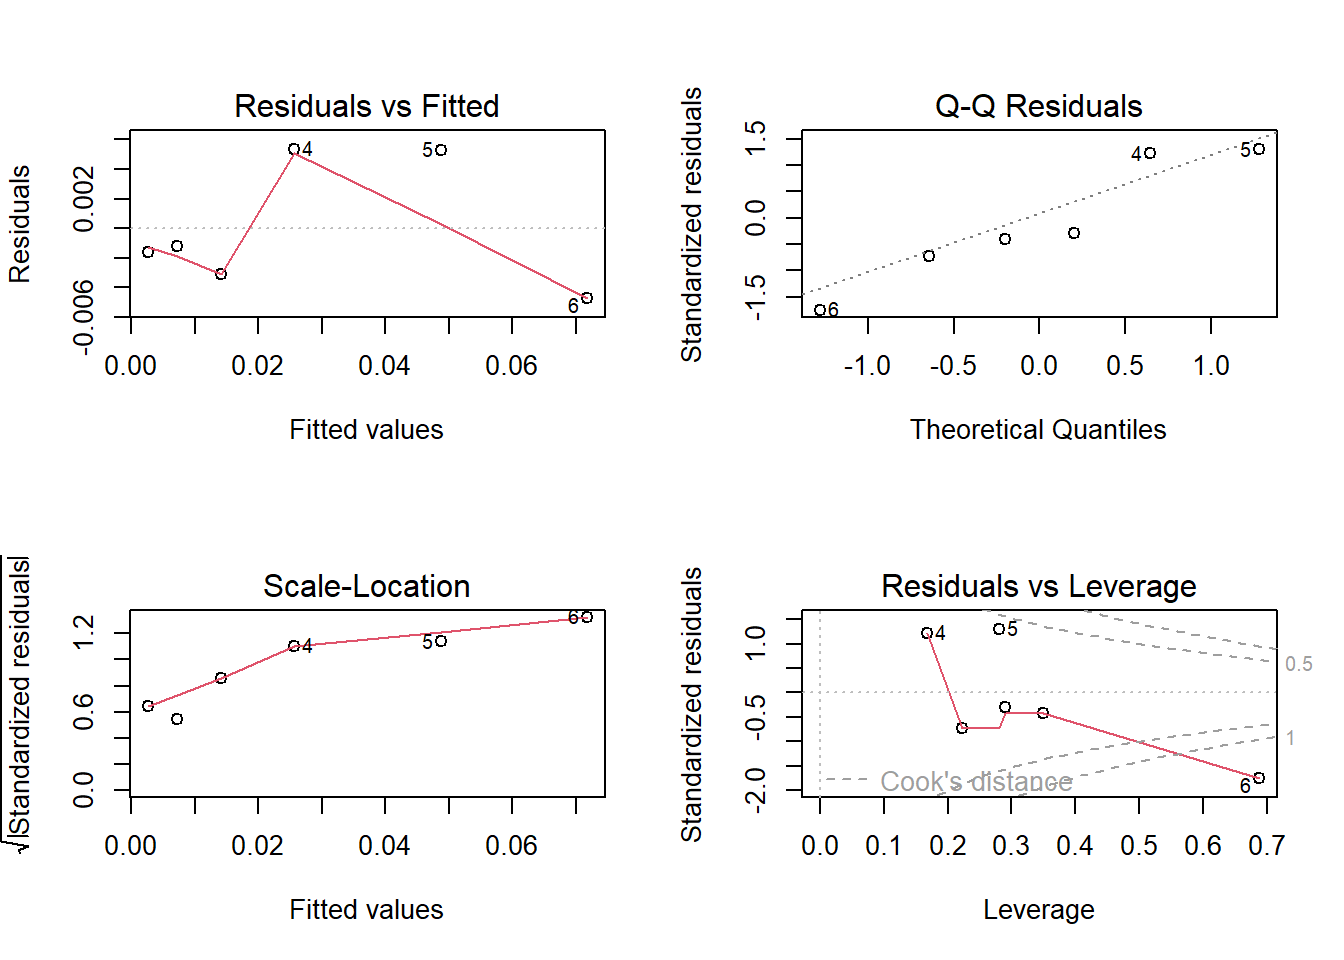 Residuals vs Fitted
Residuals
0.002
-0.006
4
5
6
0.00 0.02 0.04 0.06
Fitted values
Q-Q Residuals
Standardized residuals
1.5
0.0
-1.5
4
5
6
-1.0 -0.5 0.0 0.5 1.0
Theoretical Quantiles
Scale-Location
√|Standardized residuals|
1.2
0.6
0.0
4
5
6
0.00 0.02 0.04 0.06
Fitted values
Residuals vs Leverage
Standardized residuals
1.0
-0.5
-2.0
4
5
6
0.5
1
Cook's distance
0.0 0.1 0.2 0.3 0.4 0.5 0.6 0.7
Leverage